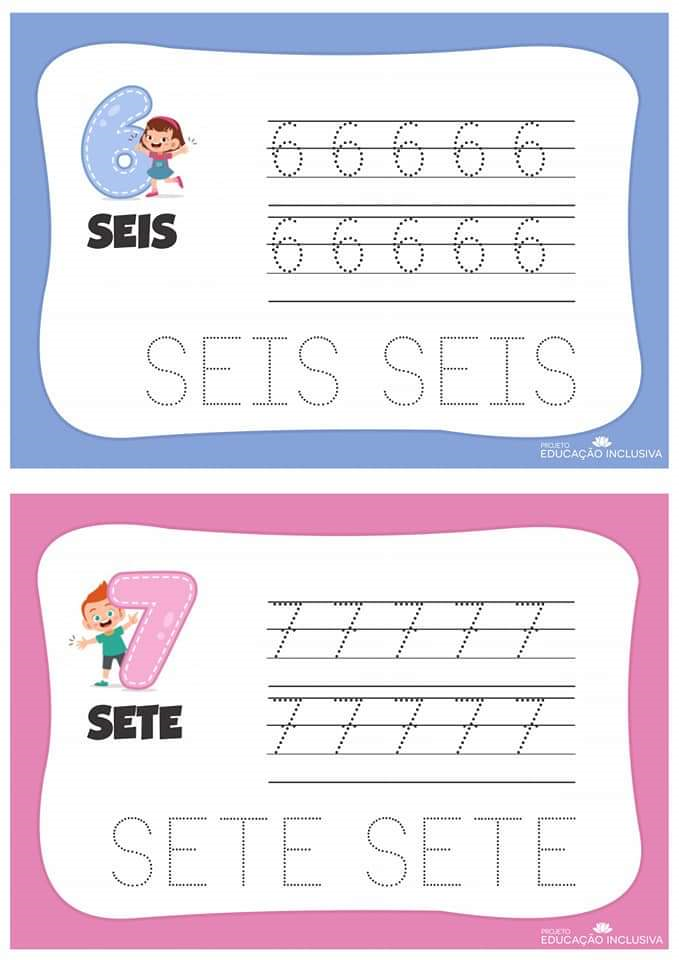 6
SEIS
6 6 6 6 6
6 6 6 6 6
SEIS SEIS
PROJETO
EDUCAÇÃO INCLUSIVA
7
SETE
7 7 7 7 7
7 7 7 7 7
SETE SETE
PROJETO
EDUCAÇÃO INCLUSIVA